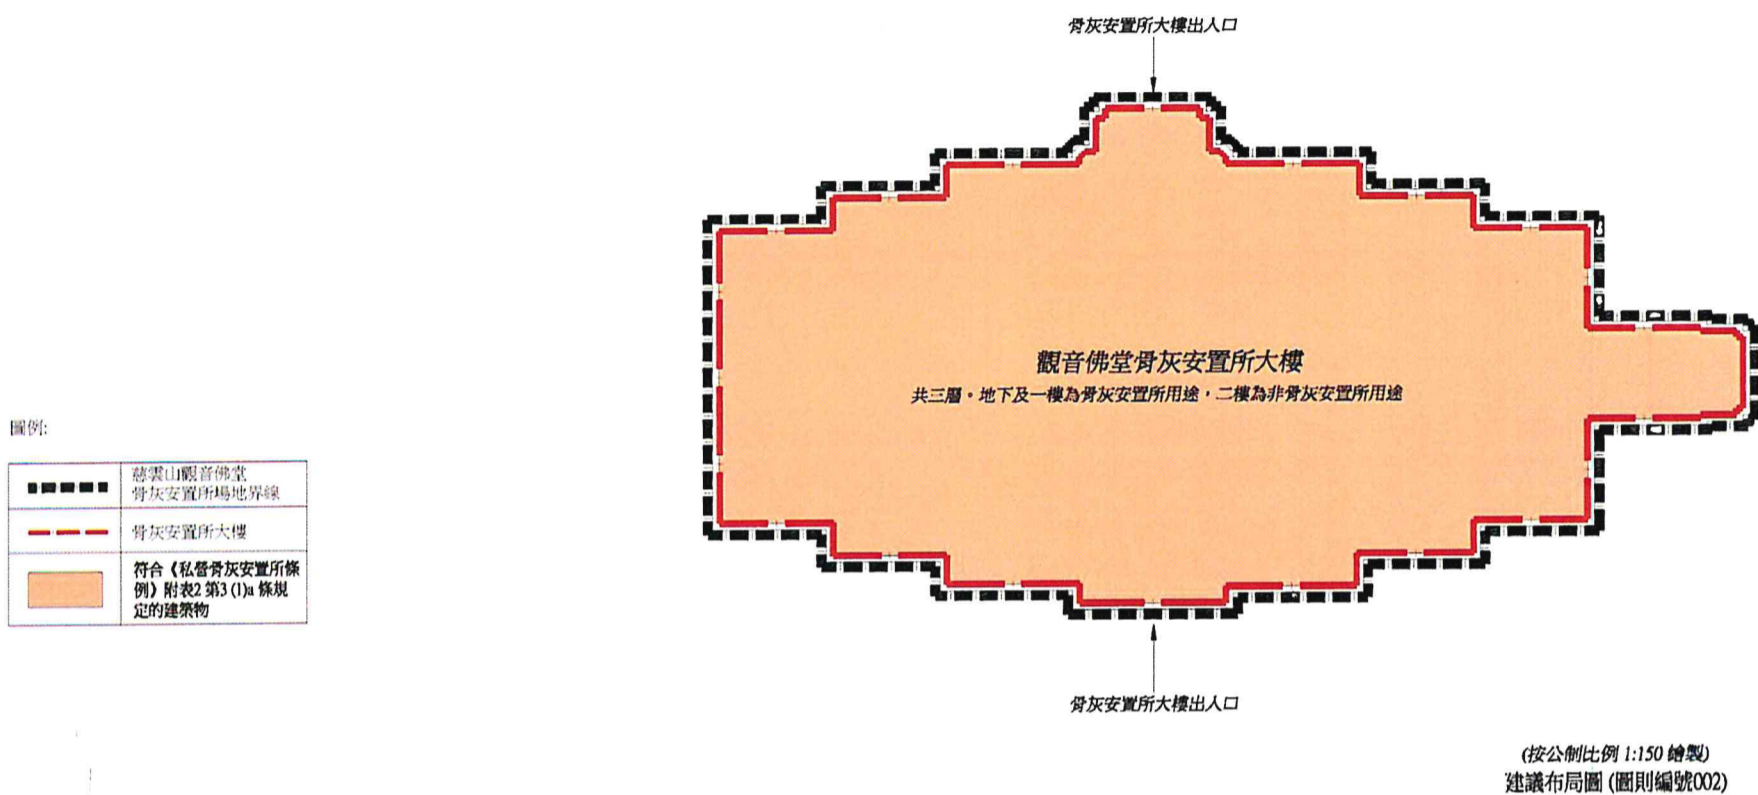 骨灰安置所大樓出入口
觀音佛堂骨灰安置所大樓
共三層。地下及一樓為骨灰安置所用途，二樓為非骨灰安置所用途
圖例:
慈雲山觀音佛堂
骨灰安置所場地界線
骨灰安置所大樓
符合《私營骨灰安置所條
例》附表2 第3 (1)a 條規
定的建築物
骨灰安置所大樓出入口
(按公制比例 1:150 繪製)
建議布局圖 (圖則編號002)